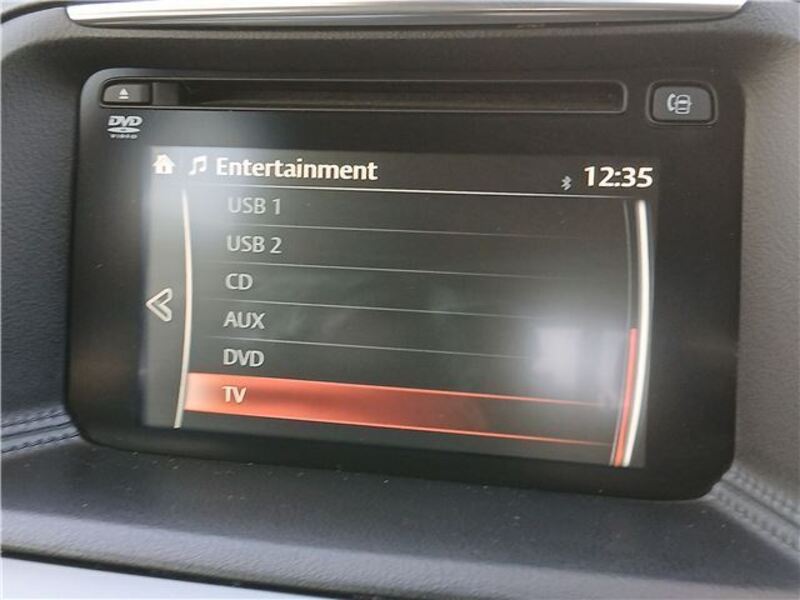 DVD
VIDEO
Entertainment
12:35
USB 1
USB 2
CD
AUX
DVD
TV